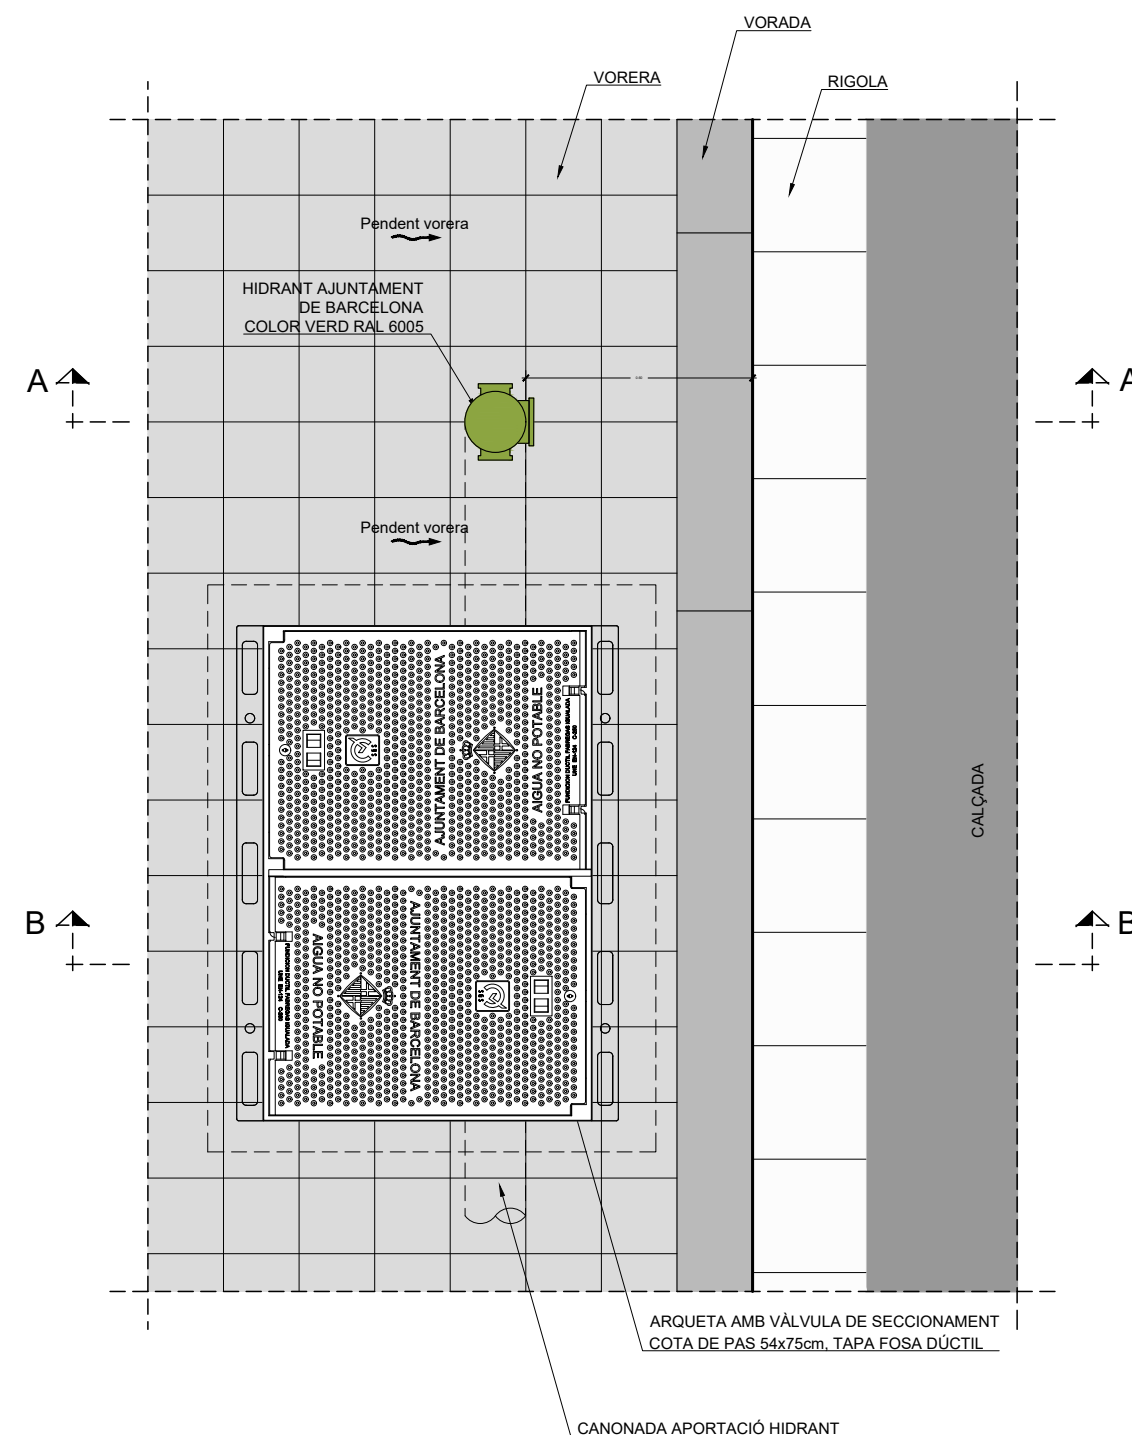 VORADA
VORERA
RIGOLA
Pendent vorera
HIDRANT AJUNTAMENT
DE BARCELONA
COLOR VERD RAL 6005
A
A
Pendent vorera
AJUNTAMENT DE BARCELONA
AIGUA NO POTABLE
CALÇADA
B
B
AIGUA NO POTABLE
AJUNTAMENT DE BARCELONA
ARQUETA AMB VÀLVULA DE SECCIONAMENT
COTA DE PAS 54x75cm, TAPA FOSA DÚCTIL
CANONADA APORTACIÓ HIDRANT